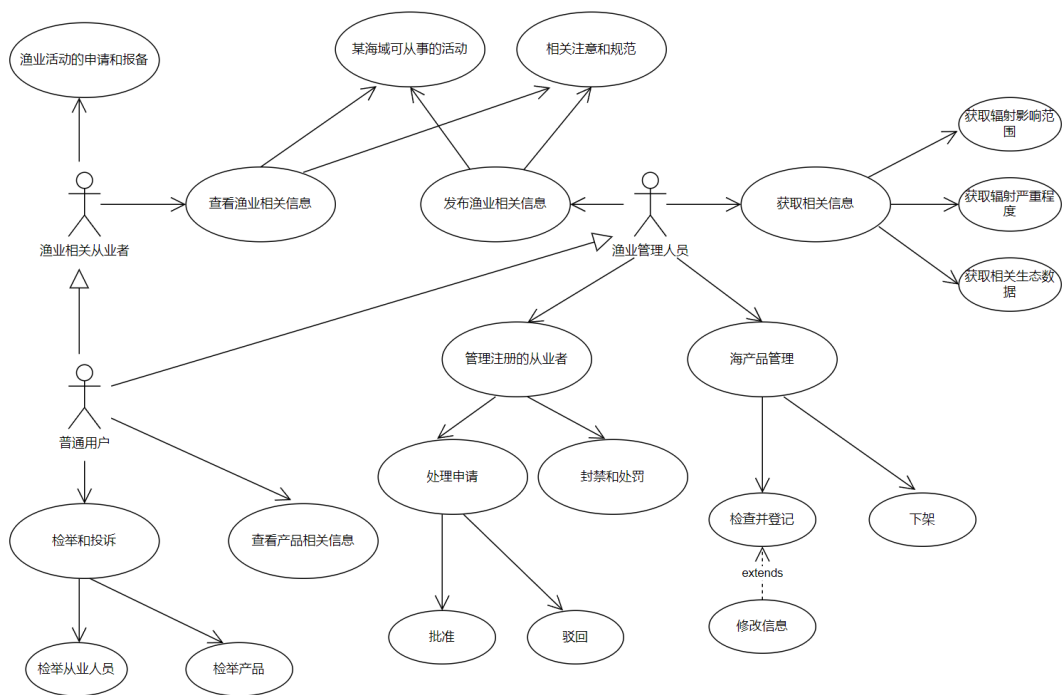 渔业活动的申请和报备
某海域可从事的活动
相关注意和规范
获取辐射影响范
围
查看渔业相关信息
发布渔业相关信息
获取相关信息
获取辐射严重程
度
渔业相关从业者
渔业管理人员
获取相关生态数
据
管理注册的从业者
海产品管理
普通用户
处理申请
封禁和处罚
检举和投诉
查看产品相关信息
检查并登记
下架
extends
批准
驳回
修改信息
检举从业人员
检举产品